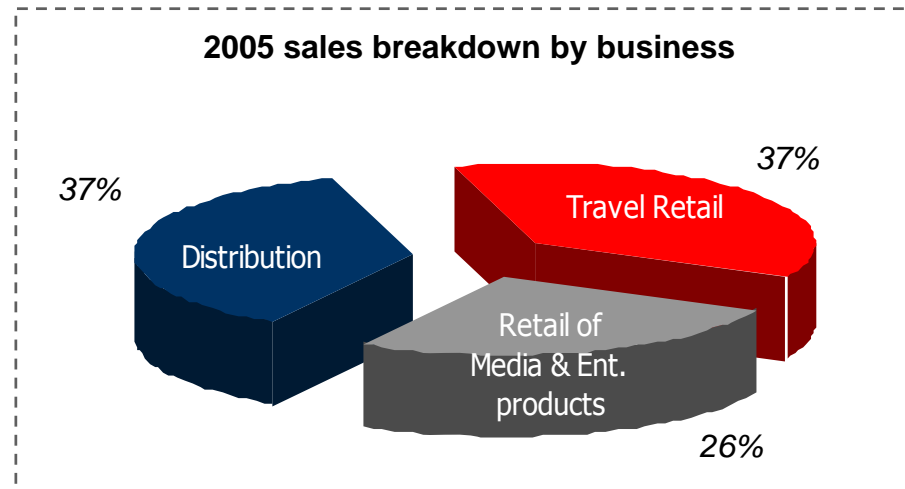 2005 sales breakdown by business
37%
37%
Travel Retail
Distribution
Retail of
Media & Ent.
products
26%